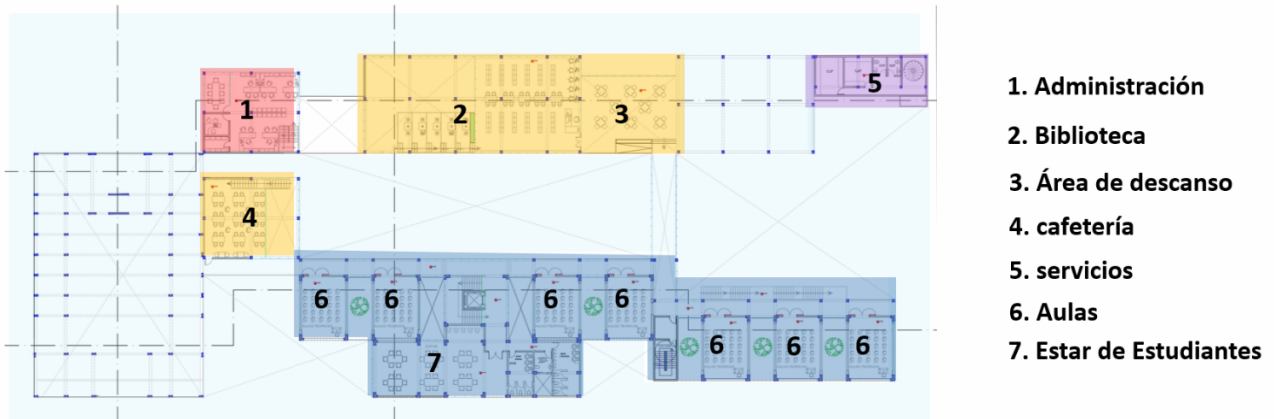 1
2
3
5
4
6
6
6
6
6
6
6
7
1. Administración
2. Biblioteca
3. Área de descanso
4. cafetería
5. servicios
6. Aulas
7. Estar de Estudiantes